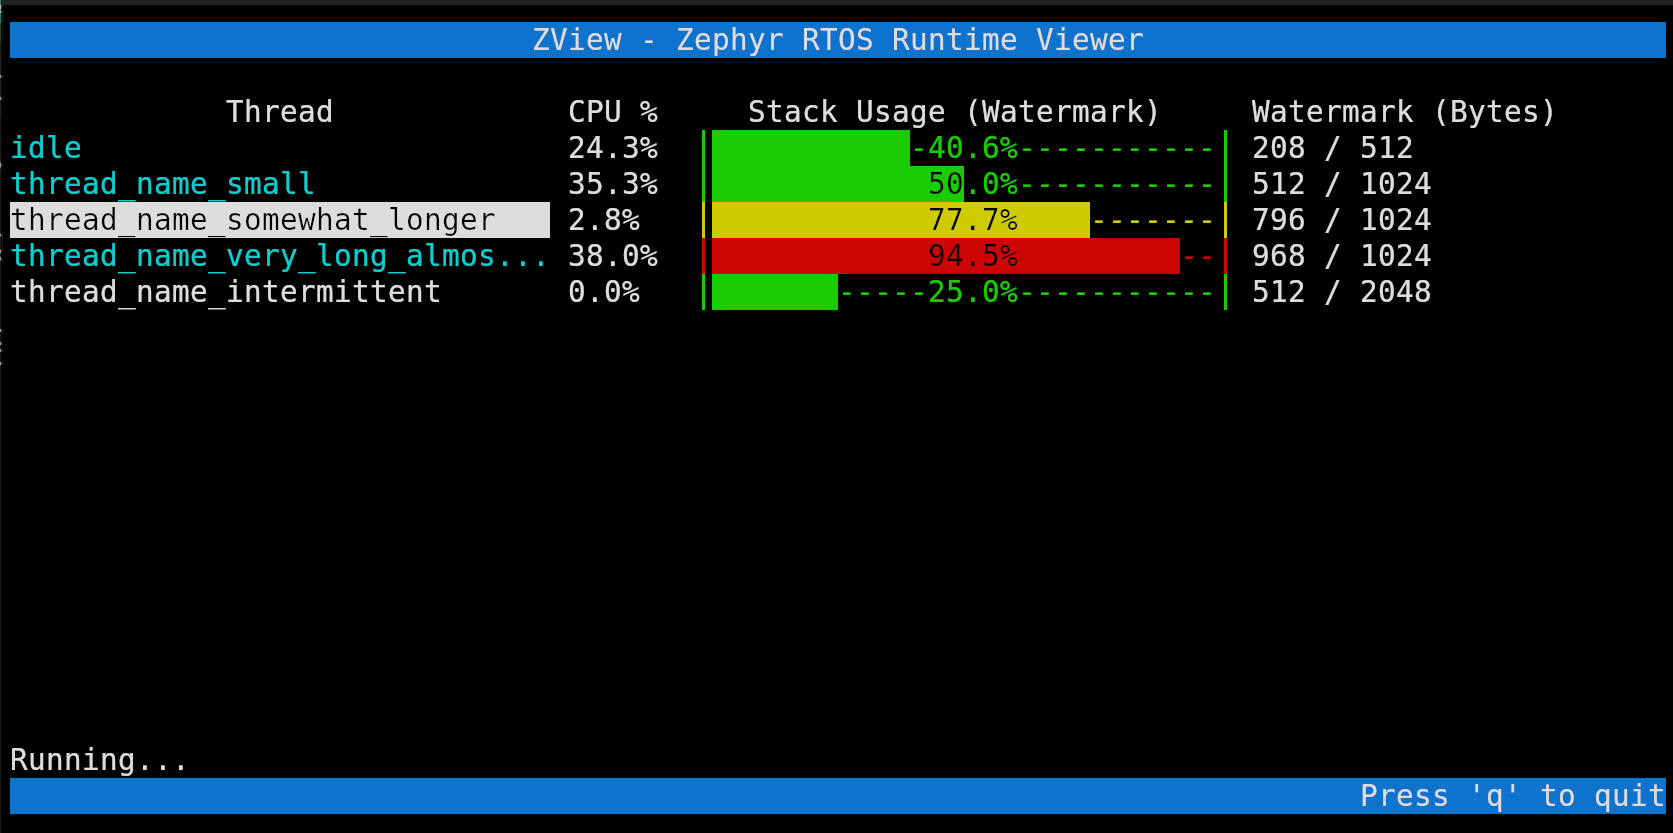 ZView - Zephyr RTOS Runtime Viewer
Thread CPU % Stack Usage (Watermark) Watermark (Bytes)
idle 24.3% -40.6%----------- 208 / 512
thread_name_small 35.3% 50.0%----------- 512 / 1024
thread_name_somewhat_longer 2.8% 77.7% ------- 796 / 1024
thread_name_very_long_almos... 38.0% 94.5% -- 968 / 1024
thread_name_intermittent 0.0% -----25.0%----------- 512 / 2048
Running...
Press 'q' to quit